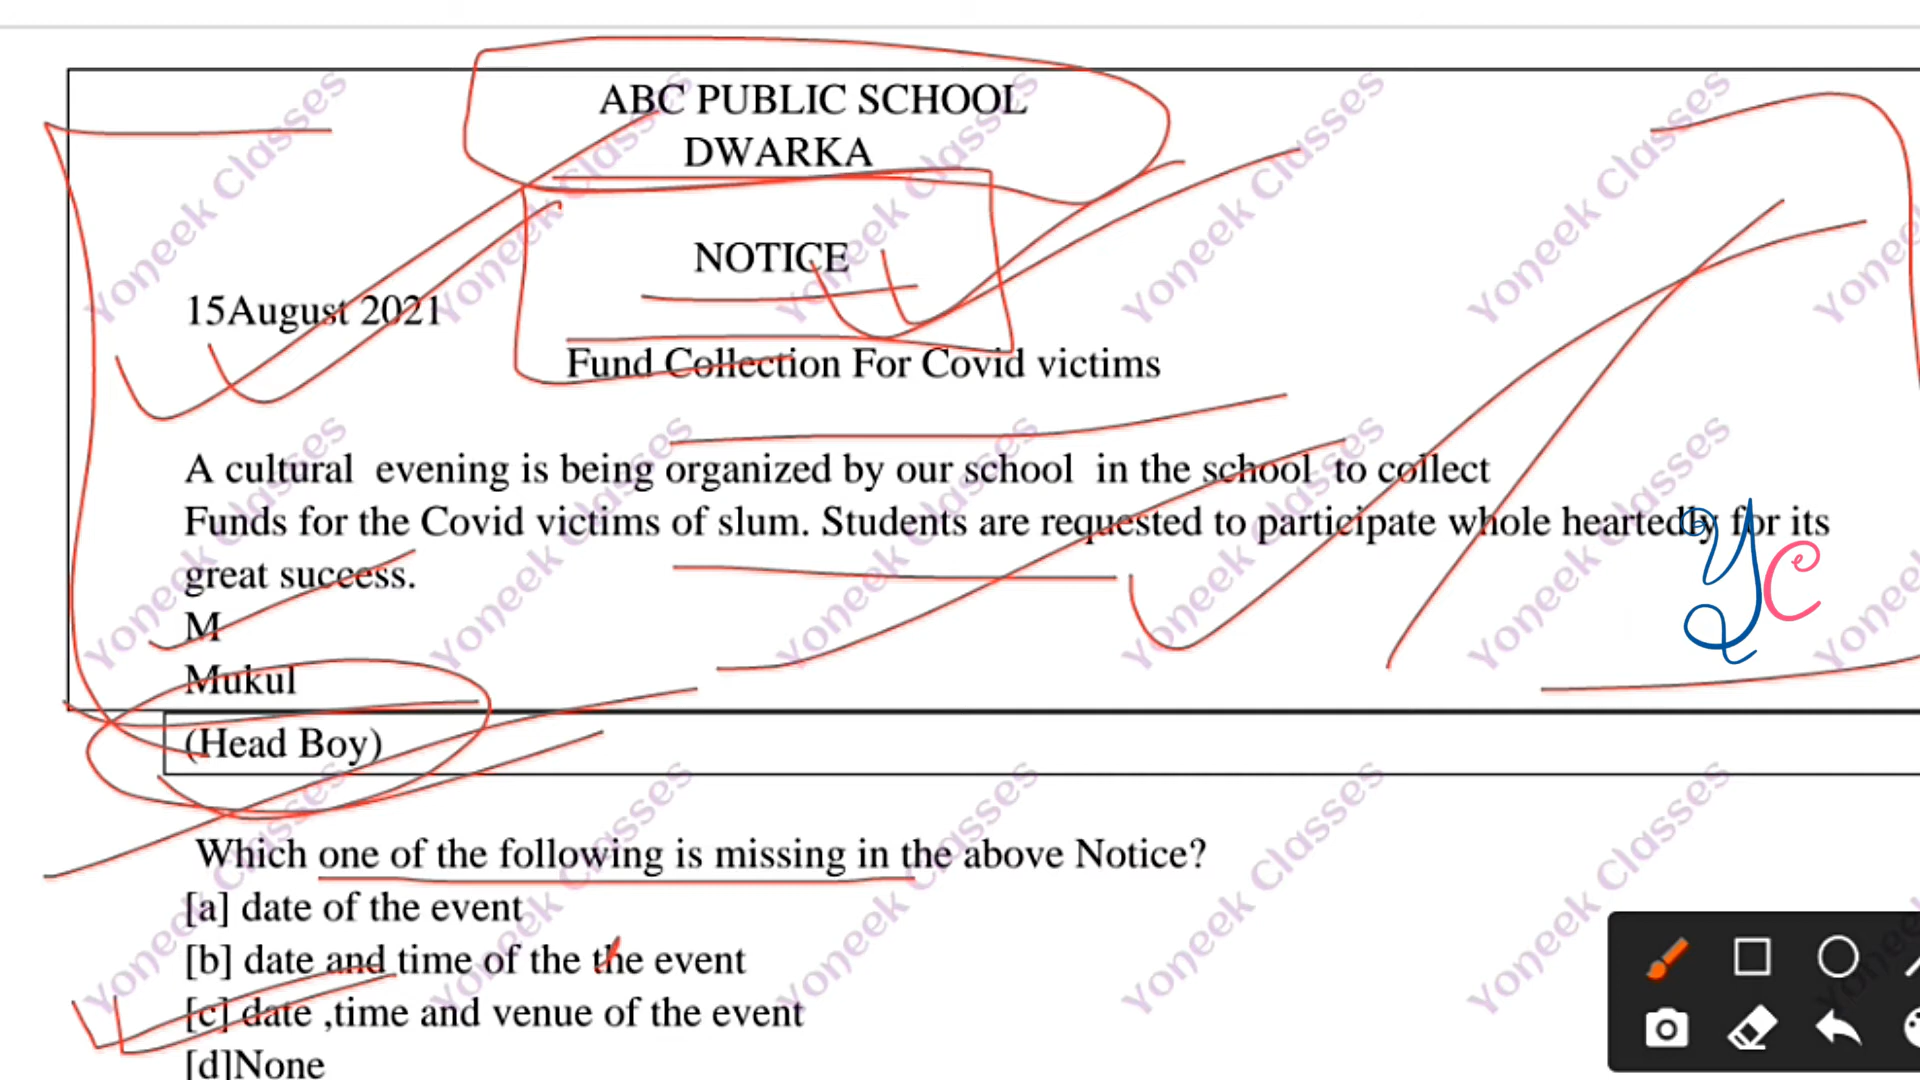 ABC PUBLIC SCHOOL
DWARKA
NOTICE
15August 2021
Fund Collection For Covid victims
A cultural evening is being organized by our school in the school to collect
Funds for the Covid victims of slum. Students are requested to participate whole heartedly for its
great success.
M
Mukul
(Head Boy)
Which one of the following is missing in the above Notice?
[a] date of the event
[b] date and time of the the event
[c] date ,time and venue of the event
[d]None
Yoneek Classes
YC